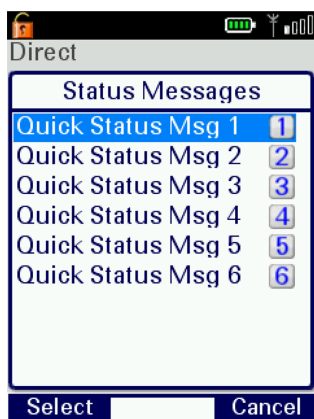 Direct
Status Messages
Quick Status Msg 1 1
Quick Status Msg 2 2
Quick Status Msg 3 3
Quick Status Msg 4 4
Quick Status Msg 5 5
Quick Status Msg 6 6
Select Cancel